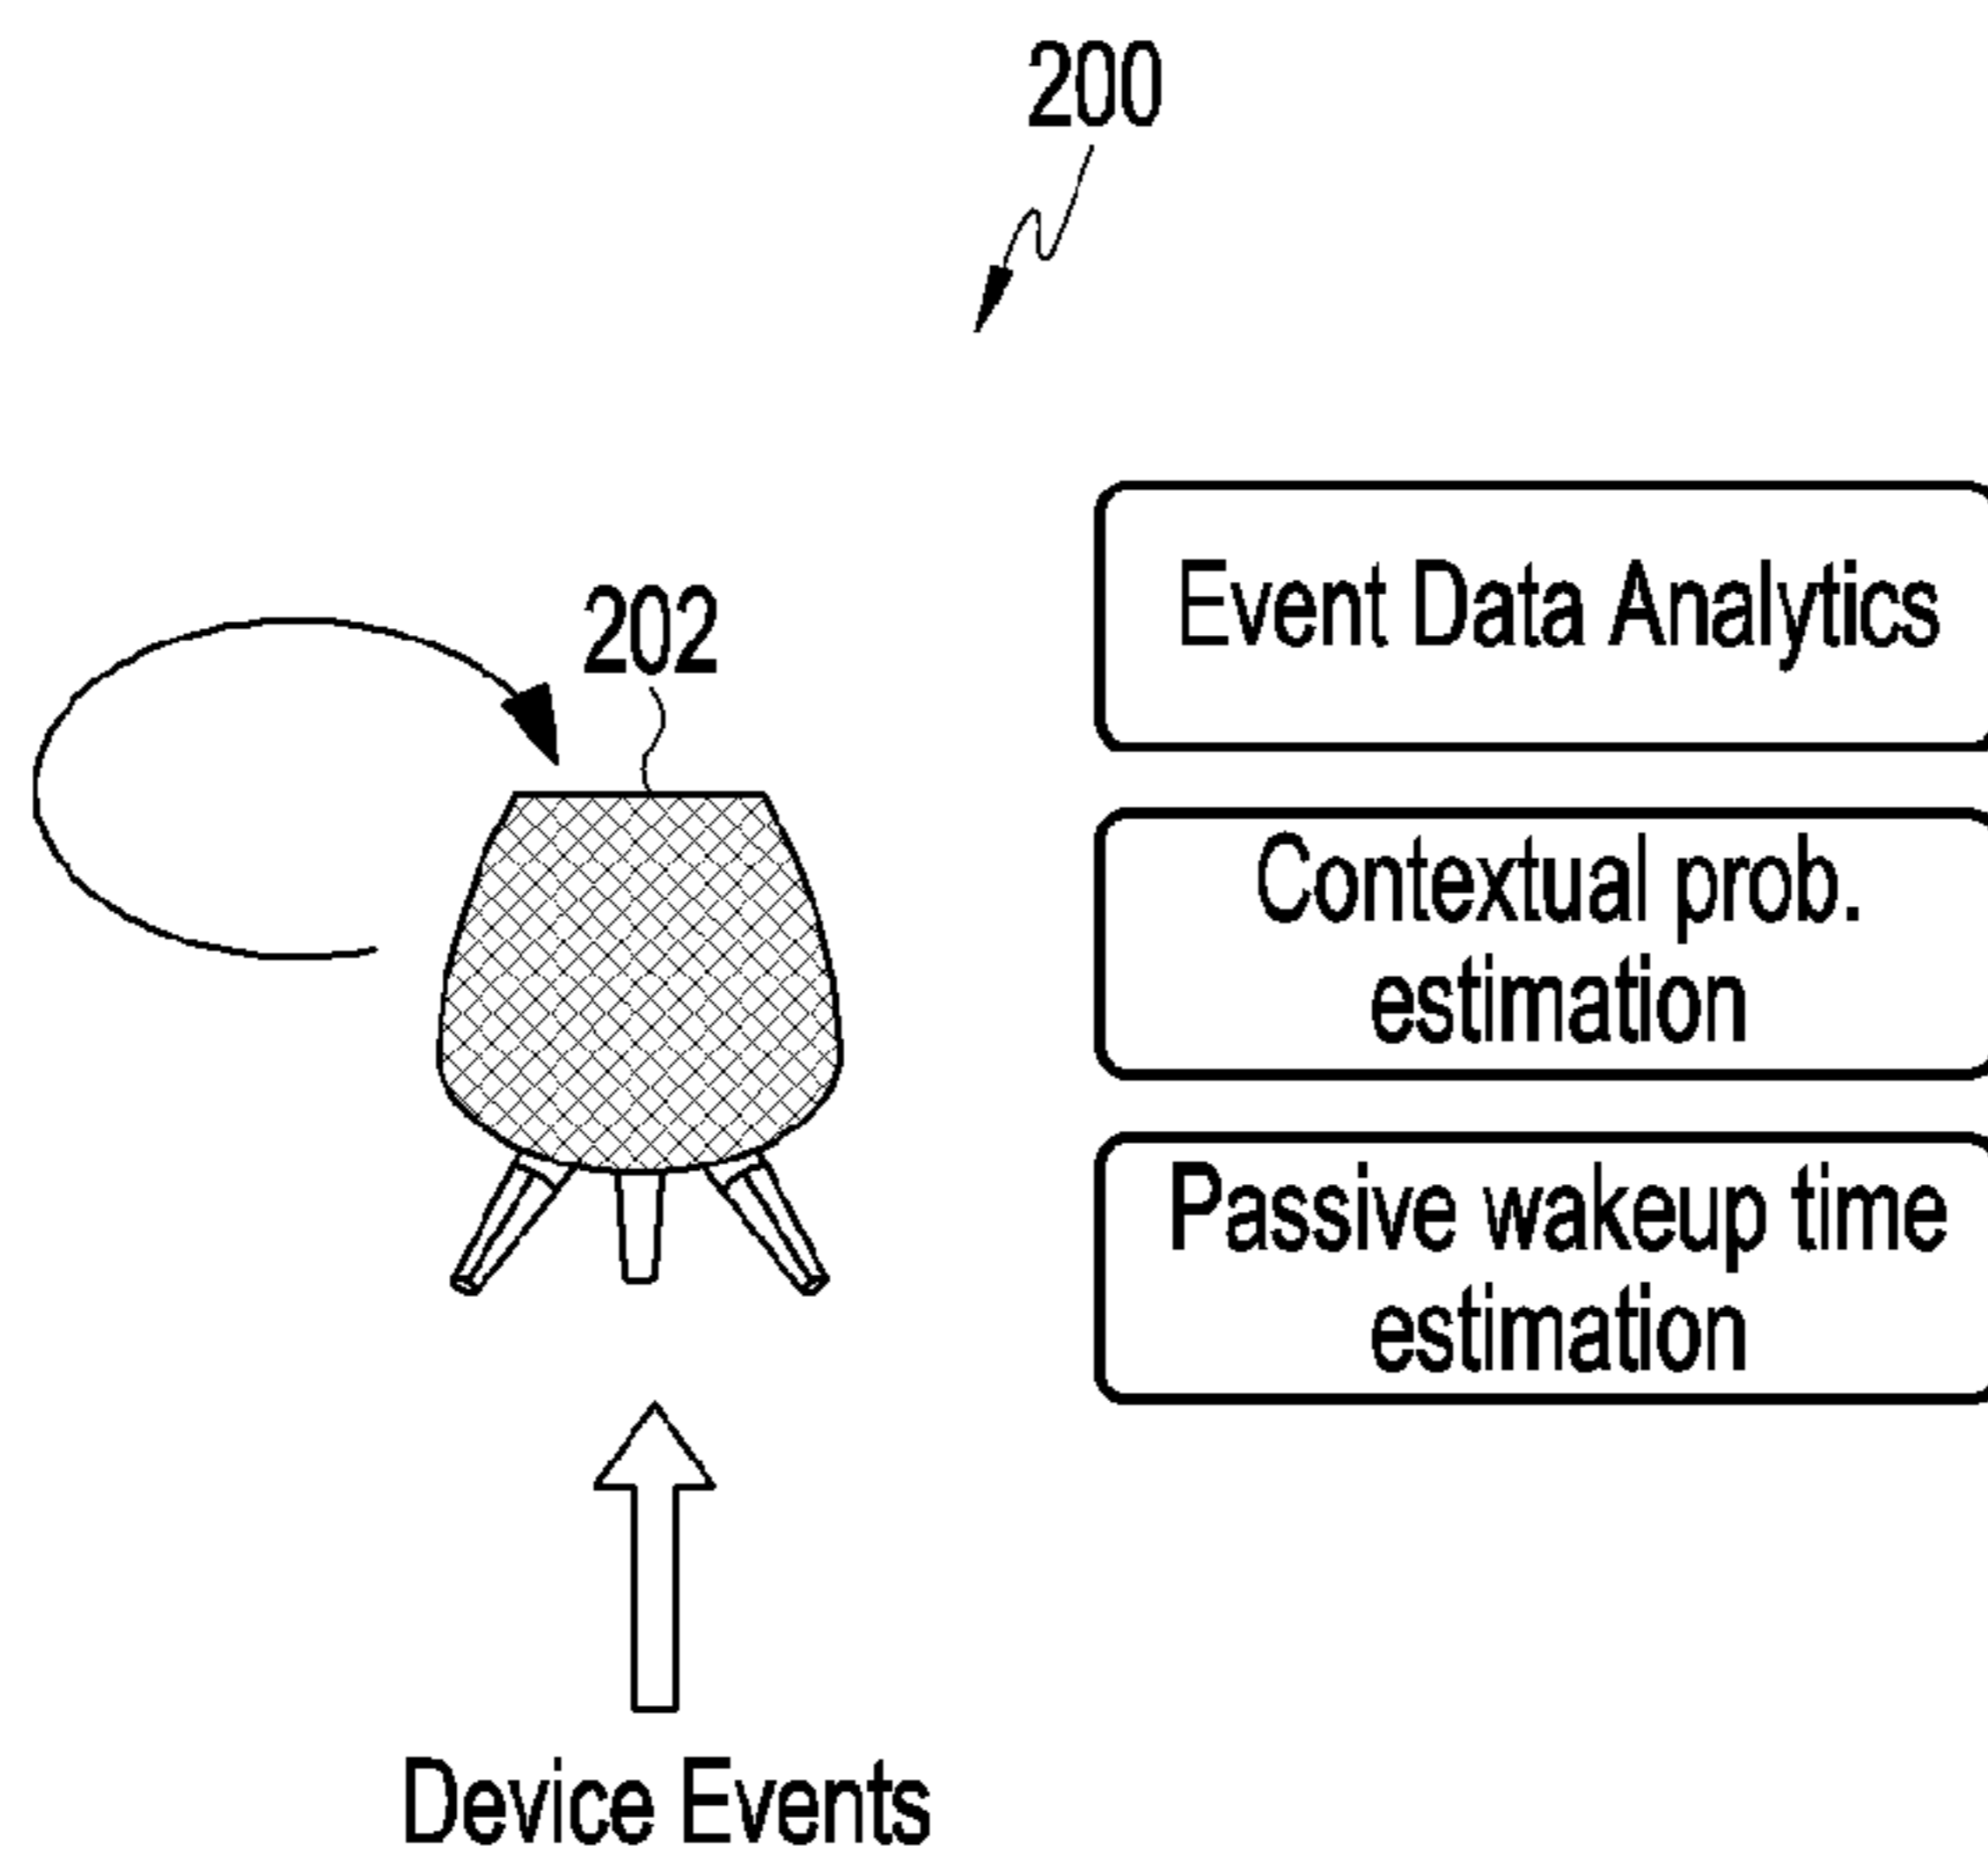 200
202
Event Data Analytics
Contextual prob.
estimation
Passive wakeup time
estimation
Device Events